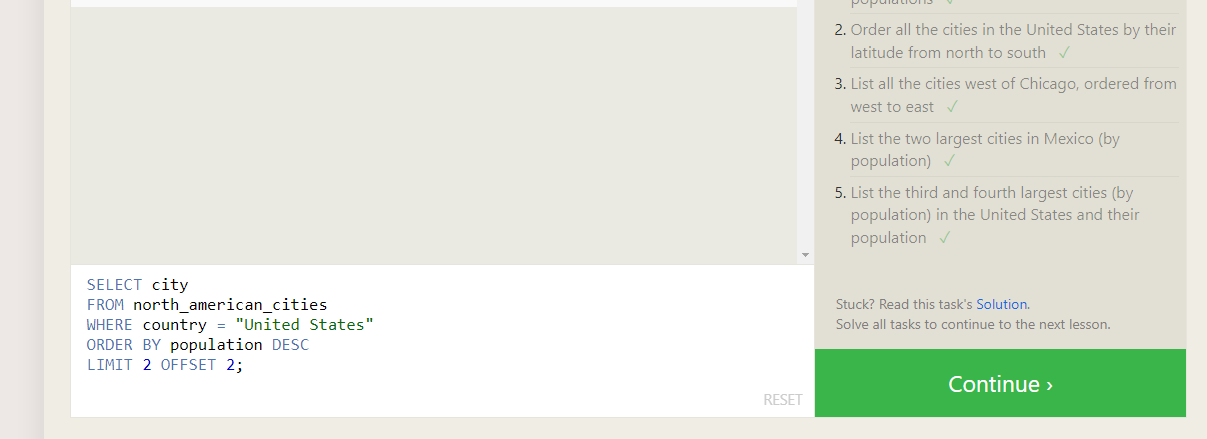 populations ✓
2. Order all the cities in the United States by their
latitude from north to south ✓
3. List all the cities west of Chicago, ordered from
west to east ✓
4. List the two largest cities in Mexico (by
population) ✓
5. List the third and fourth largest cities (by
population) in the United States and their
population ✓
SELECT city
FROM north_american_cities
WHERE country = "United States"
ORDER BY population DESC
LIMIT 2 OFFSET 2;
RESET
Stuck? Read this task's Solution.
Solve all tasks to continue to the next lesson.
Continue ›